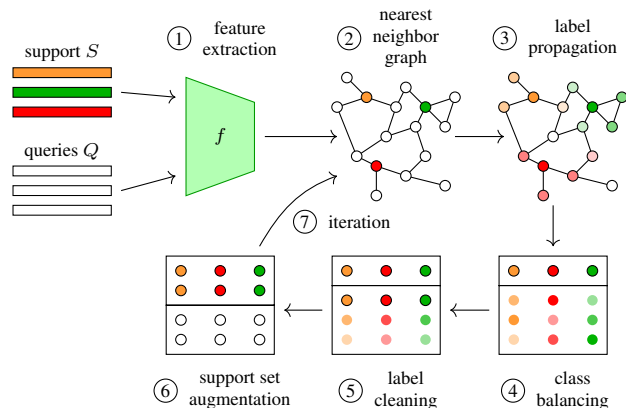 ① feature
extraction
② nearest
neighbor
graph
③ label
propagation
support S
f
queries Q
⑦ iteration
⑥ support set
augmentation
⑤ label
cleaning
④ class
balancing